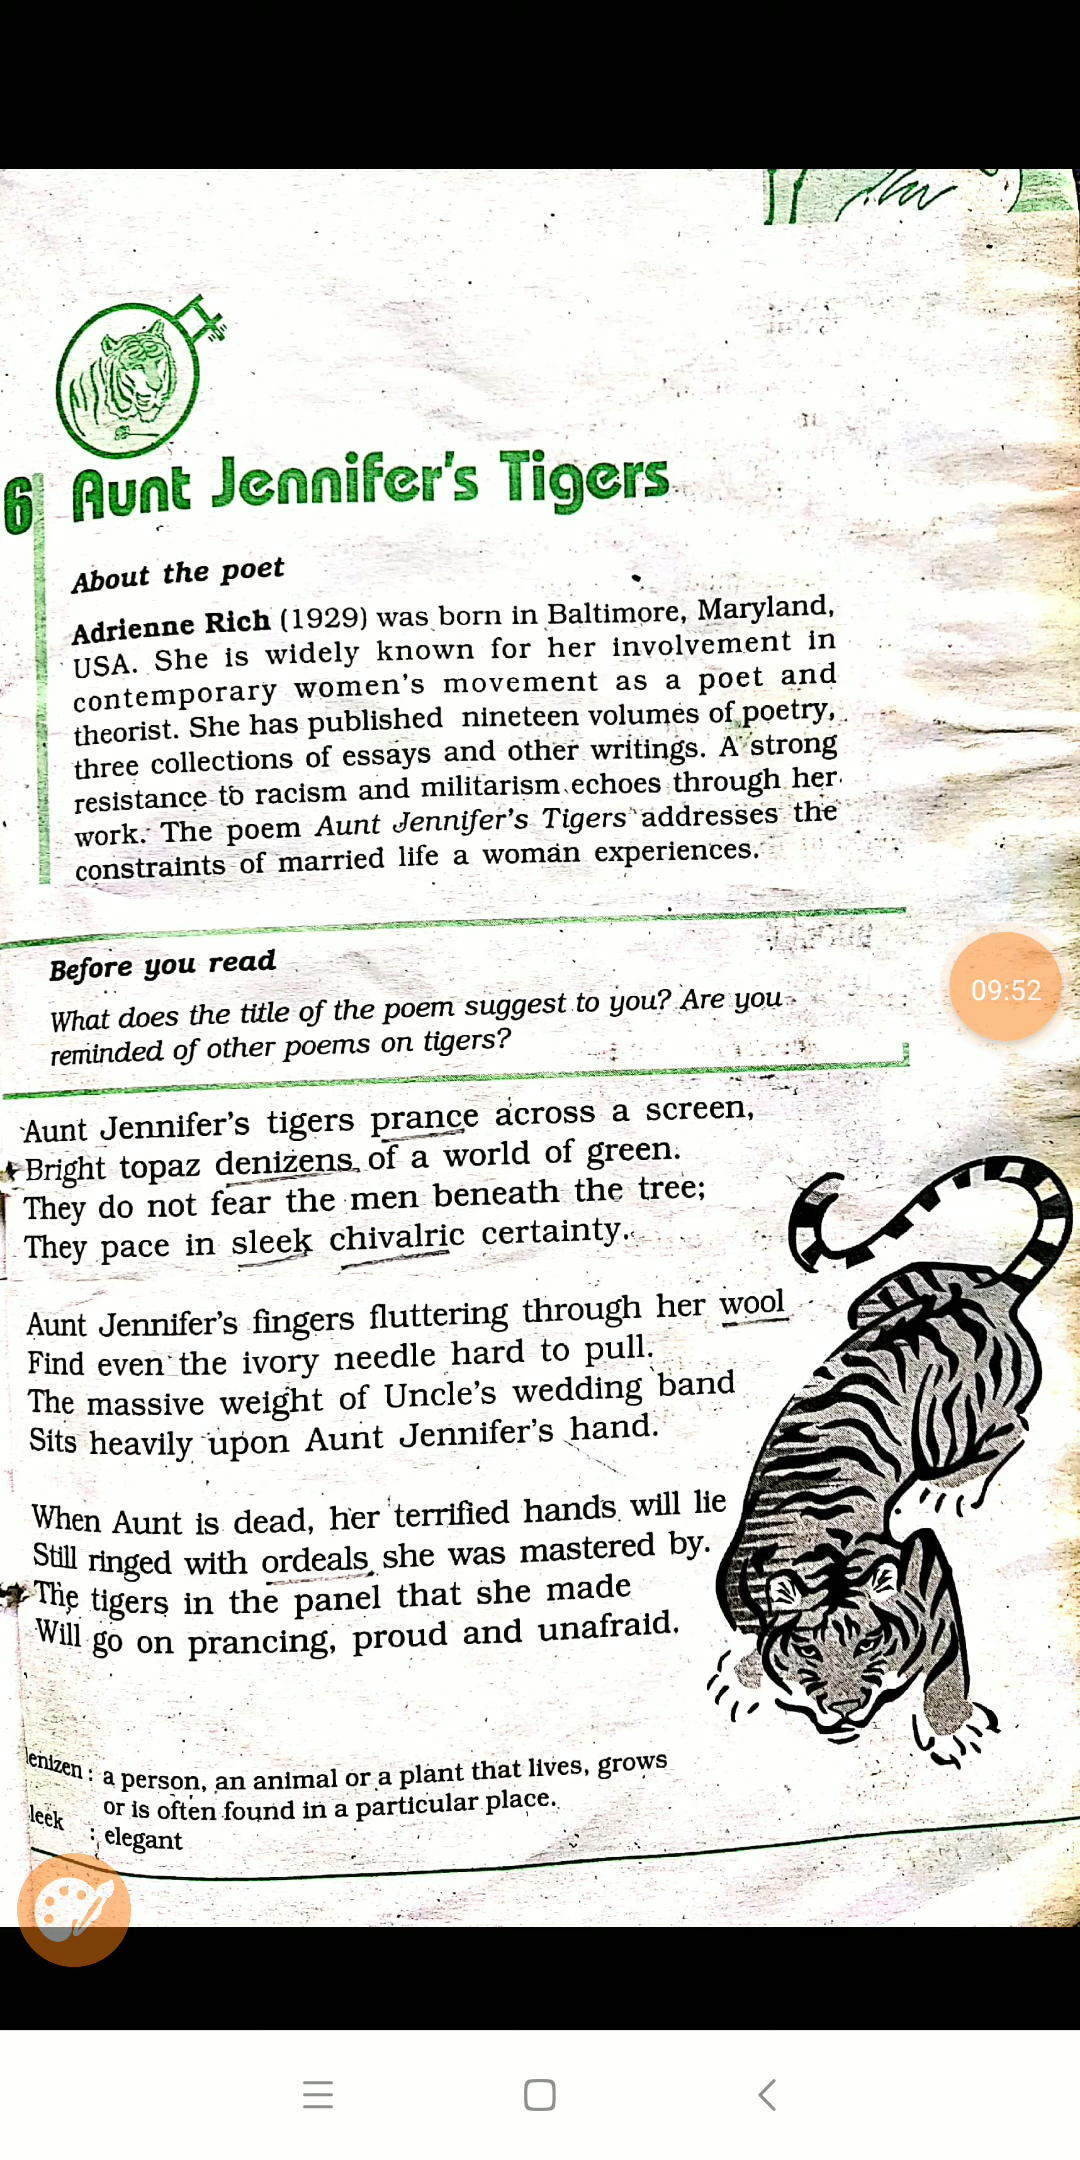 6 Aunt Jennifer's Tigers
About the poet
Adrienne Rich (1929) was born in Baltimore, Maryland,
USA. She is widely known for her involvement in
contemporary women's movement as a poet and
theorist. She has published nineteen volumes of poetry,
three collections of essays and other writings. A strong
resistance to racism and militarism echoes through her
work. The poem Aunt Jennifer's Tigers addresses the
constraints of married life a woman experiences.
Before you read
What does the title of the poem suggest to you? Are you
reminded of other poems on tigers?
09:52
Aunt Jennifer's tigers prance across a screen,
Bright topaz denizens of a world of green.
They do not fear the men beneath the tree;
They pace in sleek chivalric certainty.
Aunt Jennifer's fingers fluttering through her wool
Find even the ivory needle hard to pull.
The massive weight of Uncle's wedding band
Sits heavily upon Aunt Jennifer's hand.
When Aunt is dead, her terrified hands will lie
Still ringed with ordeals she was mastered by.
The tigers in the panel that she made
Will go on prancing, proud and unafraid.
enizen : a person, an animal or a plant that lives, grows
or is often found in a particular place.
leek : elegant